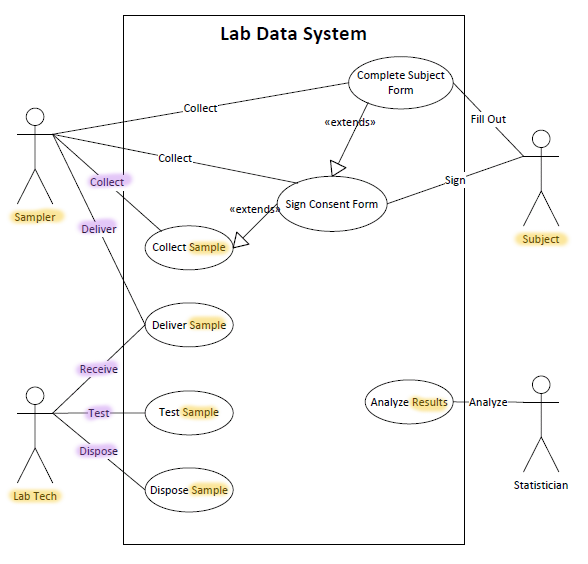 Lab Data System
Complete Subject
Form
Collect
«extends»
Fill Out
Collect
Sign
Collect
Sampler
«extends»
Sign Consent Form
Deliver
Subject
Collect Sample
Deliver Sample
Receive
Test
Test Sample
Analyze Results
Analyze
Dispose
Statistician
Lab Tech
Dispose Sample